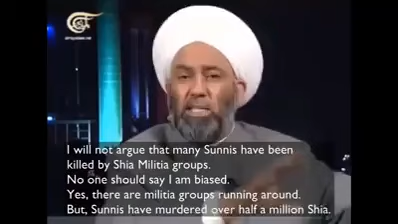 I will not argue that many Sunnis have been
killed by Shia Militia groups.
No one should say I am biased.
Yes, there are militia groups running around.
But, Sunnis have murdered over half a million Shia.